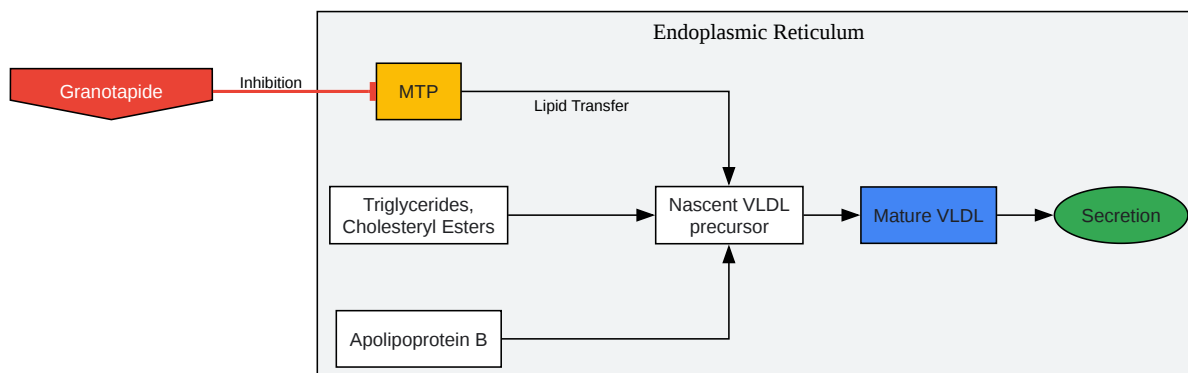 Endoplasmic Reticulum
Granotapide
Inhibition
MTP
Lipid Transfer
Triglycerides,
Cholesteryl Esters
Nascent VLDL
precursor
Mature VLDL
Secretion
Apolipoprotein B